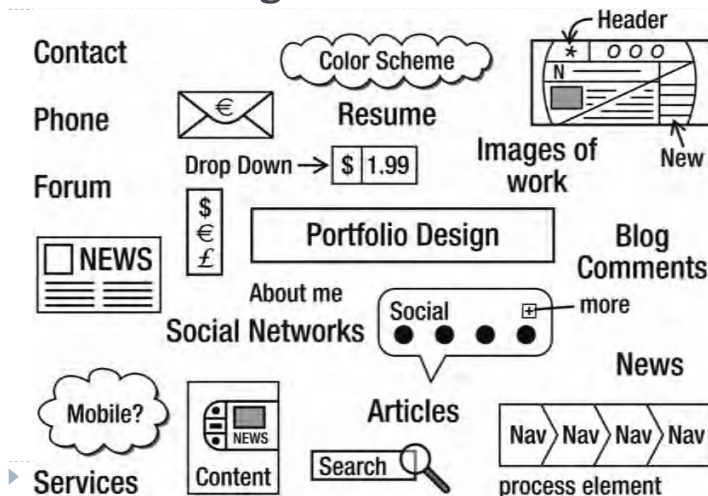 Header
Contact
Color Scheme
* O O O
N
Phone
€
Resume
Drop Down
$ 1.99
Images of
work
New
Forum
$
€
£
Portfolio Design
NEWS
Blog
Comments
About me
Social
+
more
Social Networks
News
Mobile?
NEWS
Articles
Nav Nav Nav Nav
Content
Search
Services
process element